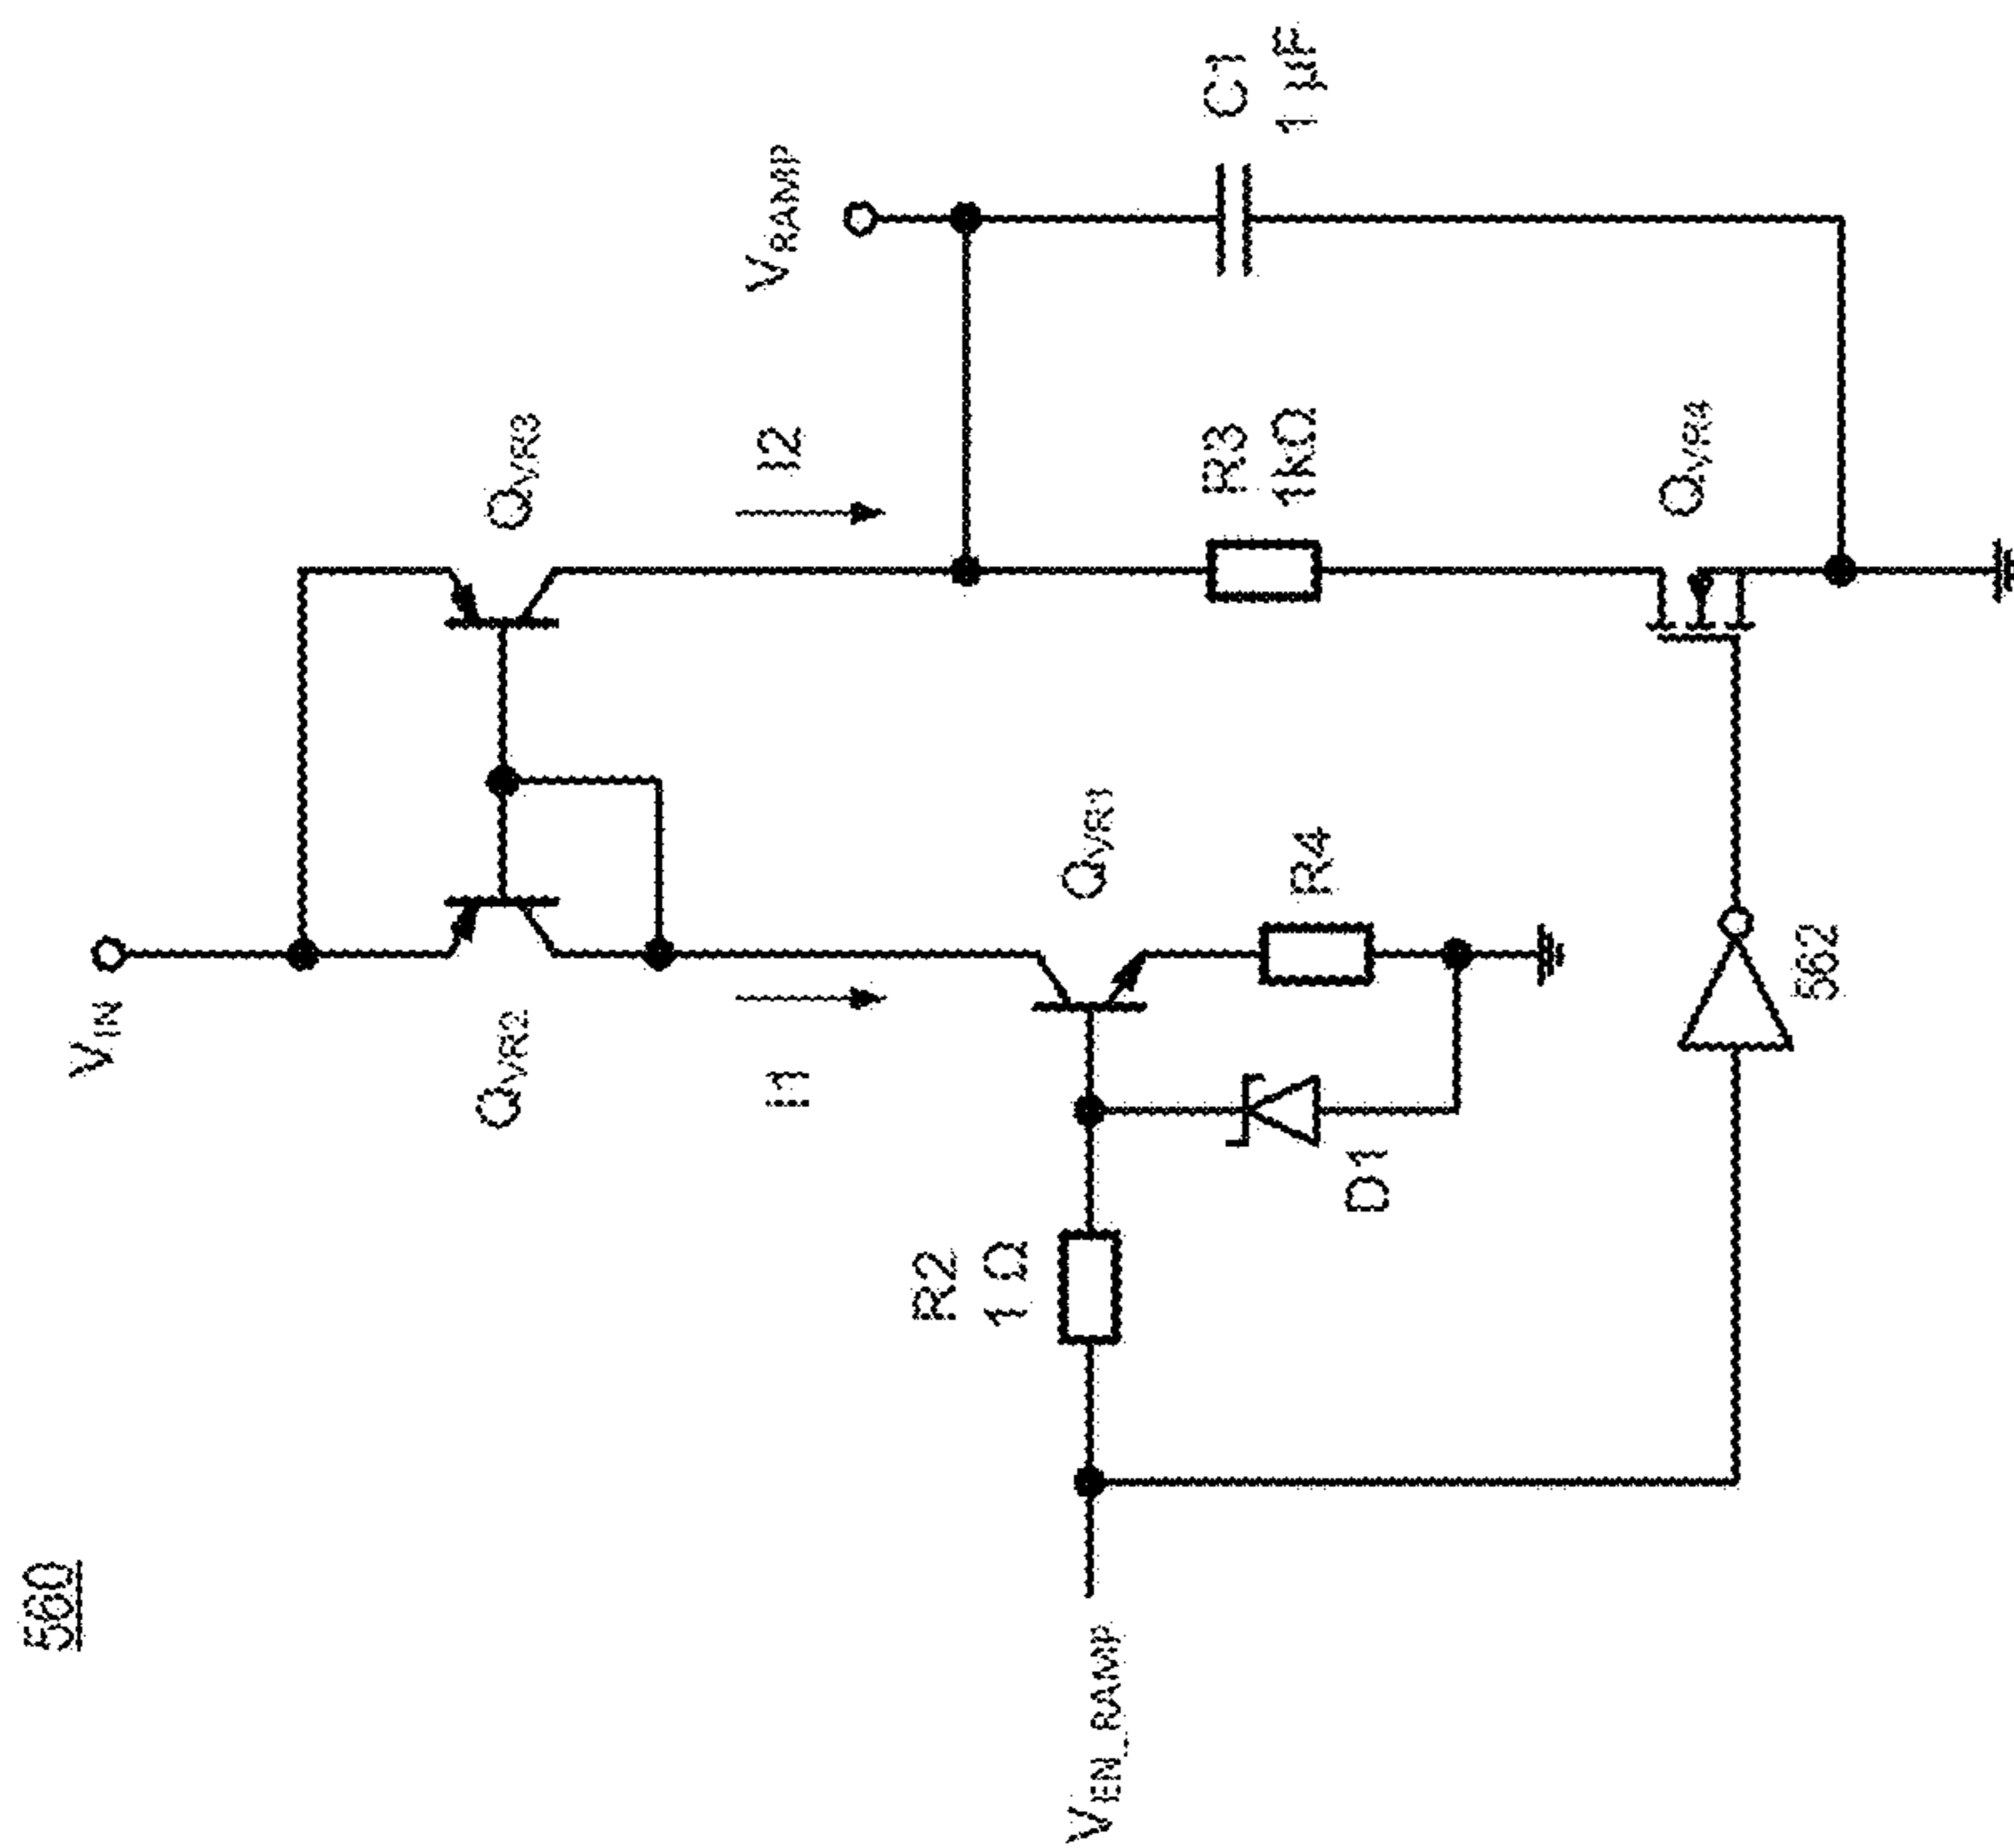 560
V_IN
Q_VR2
Q_VR3
I1
I2
V_RAMP
Q_VR1
R2
1 Ω
D1
R4
R3
1KΩ
C1
1 µF
Q_VR4
562
V_EN_RAMP